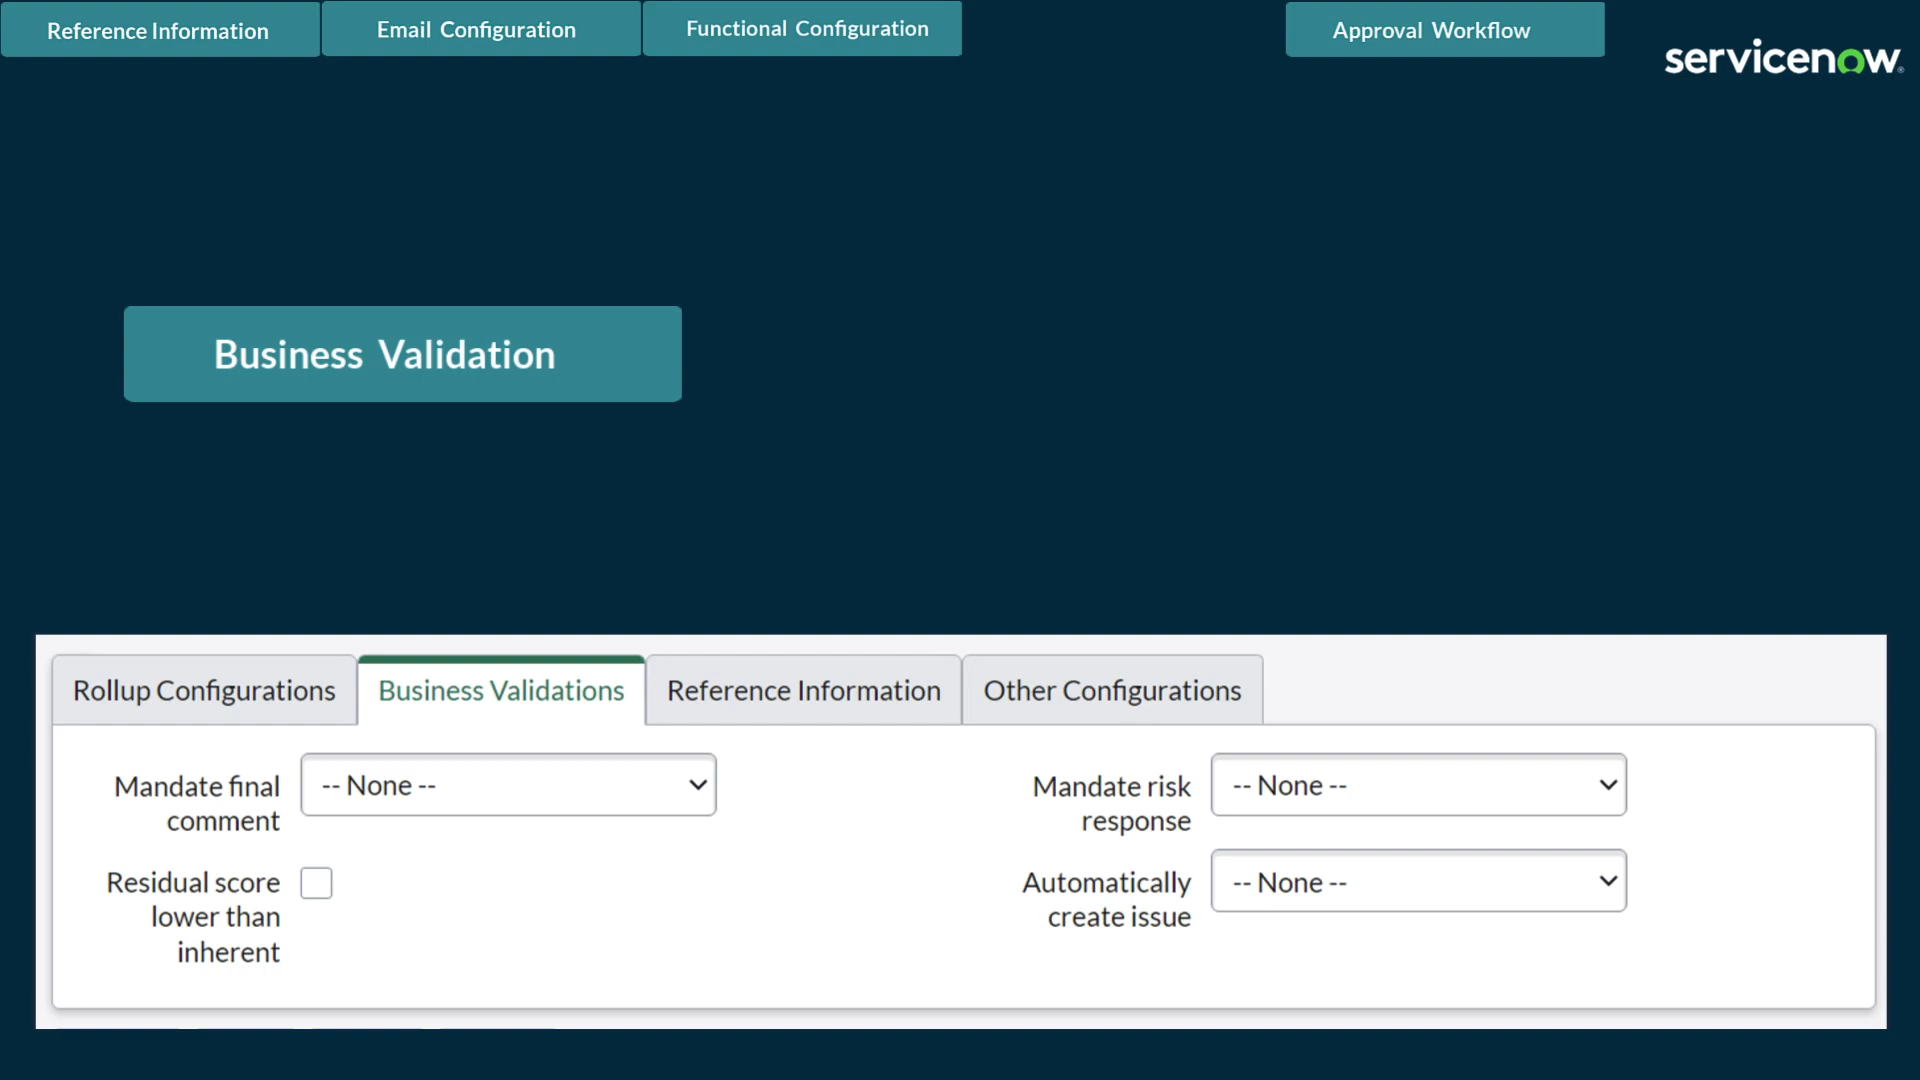 Reference Information
Email Configuration
Functional Configuration
Approval Workflow
servicenow®
Business Validation
Rollup Configurations
Business Validations
Reference Information
Other Configurations
Mandate final
comment
-- None --
Mandate risk
response
-- None --
Residual score
lower than
inherent
Automatically
create issue
-- None --